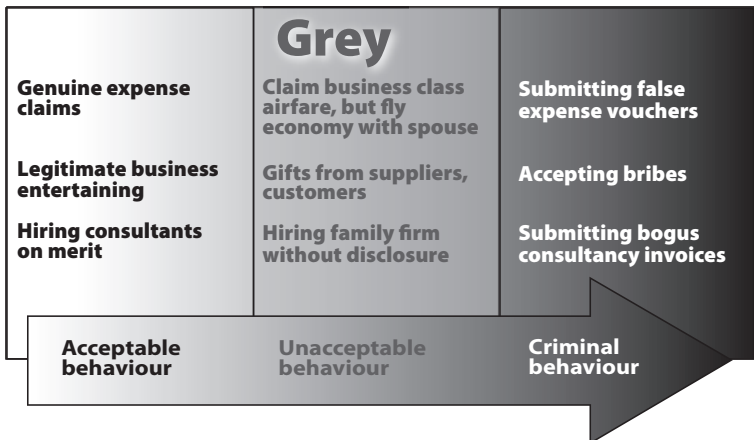 Grey
Genuine expense
claims
Claim business class
airfare, but fly
economy with spouse
Submitting false
expense vouchers
Legitimate business
entertaining
Gifts from suppliers,
customers
Accepting bribes
Hiring consultants
on merit
Hiring family firm
without disclosure
Submitting bogus
consultancy invoices
Acceptable
behaviour
Unacceptable
behaviour
Criminal
behaviour